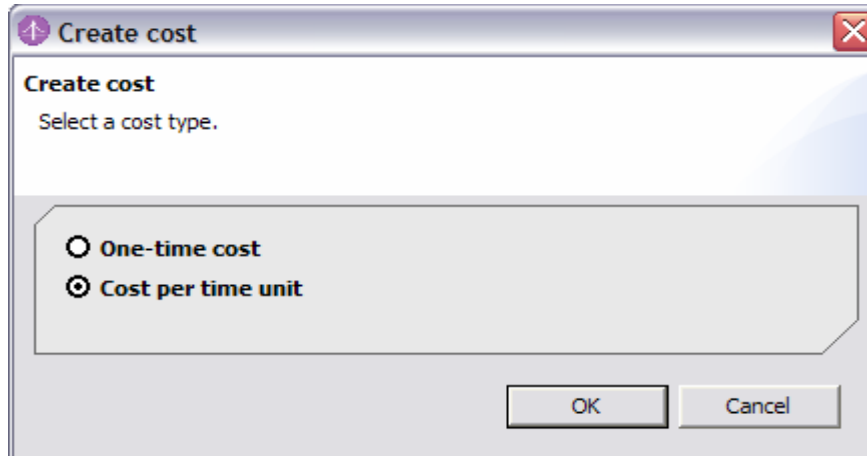 Create cost
Create cost
Select a cost type.
One-time cost
Cost per time unit
OK Cancel